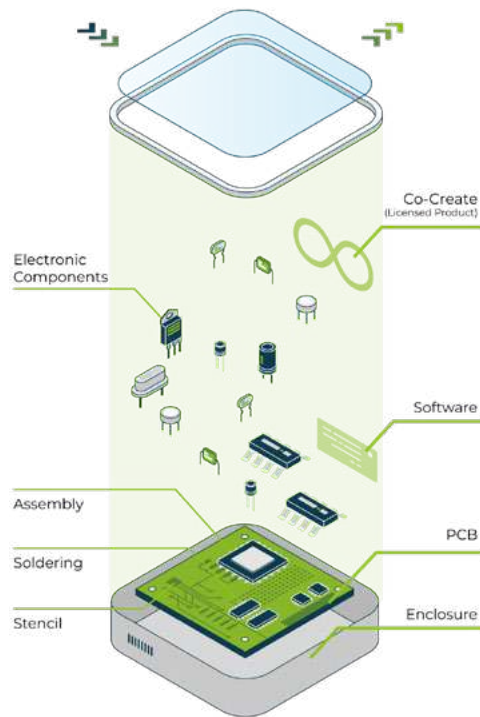 Co-Create
(Licensed Product)
Electronic
Components
Software
Assembly
PCB
Soldering
Enclosure
Stencil